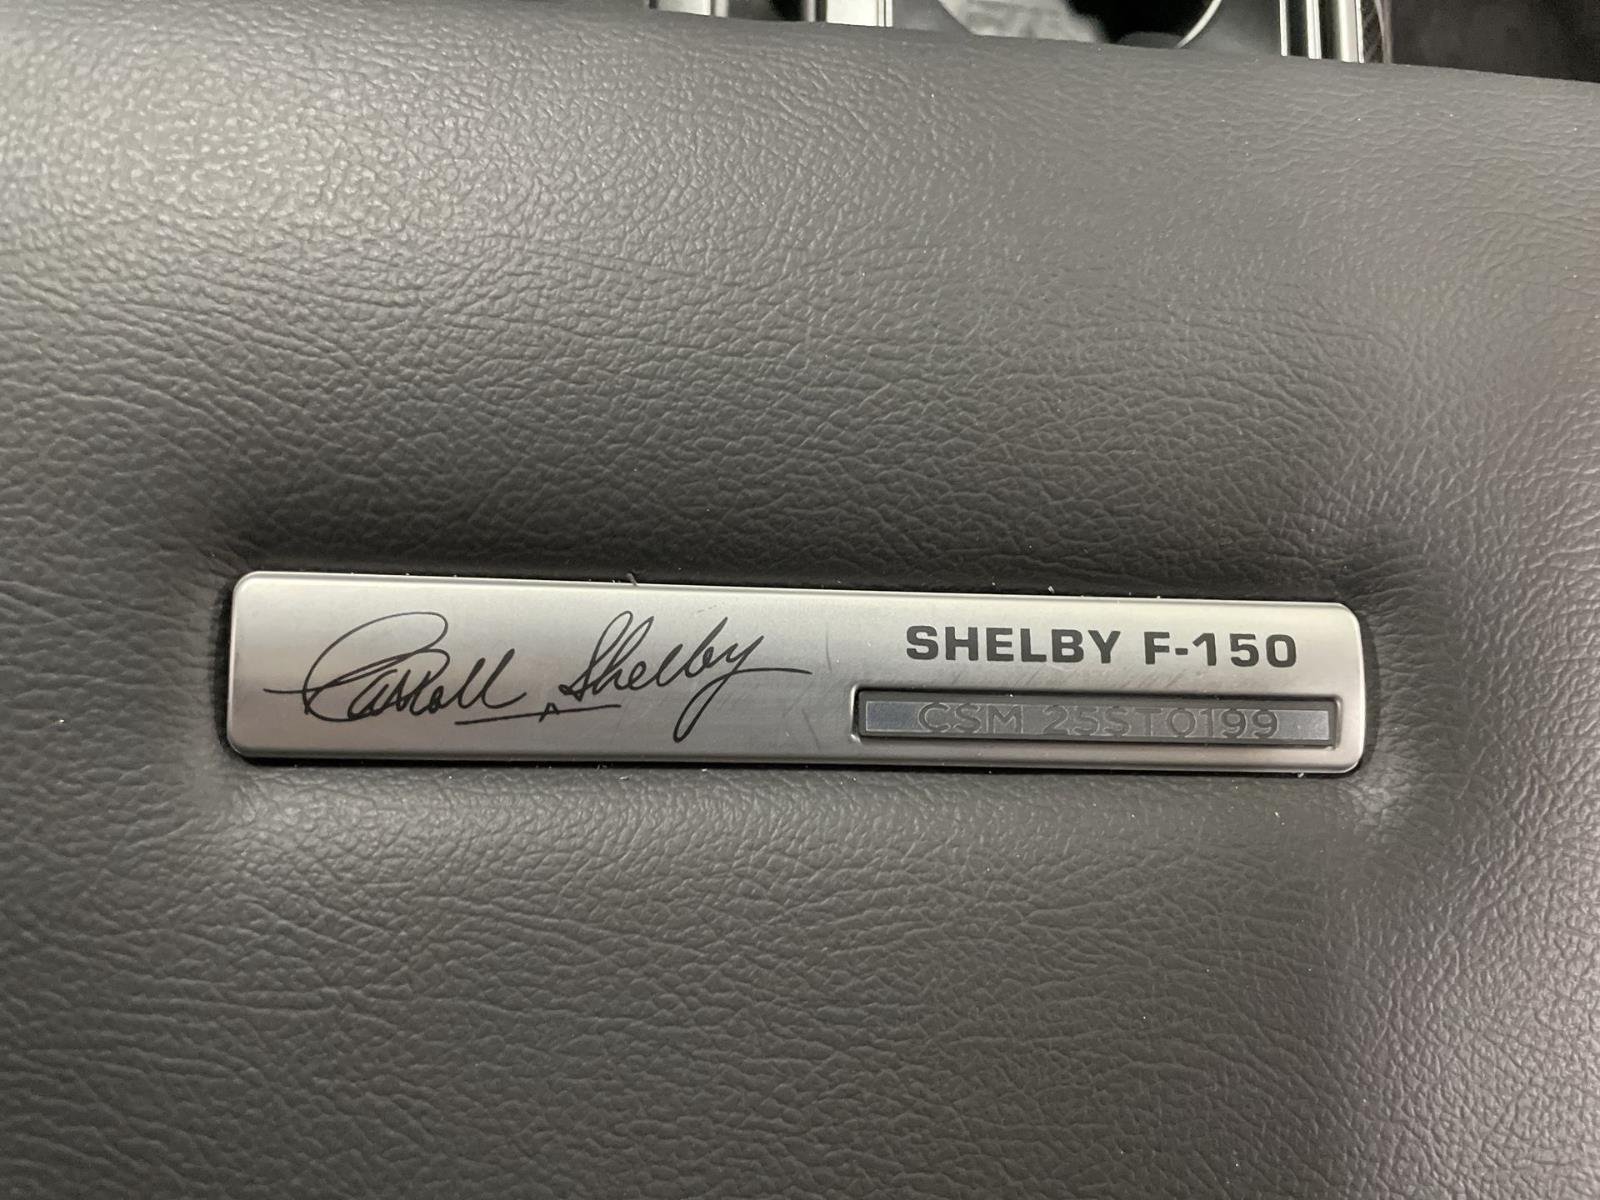 Carroll Shelby
SHELBY F-150
CSM 25ST0199